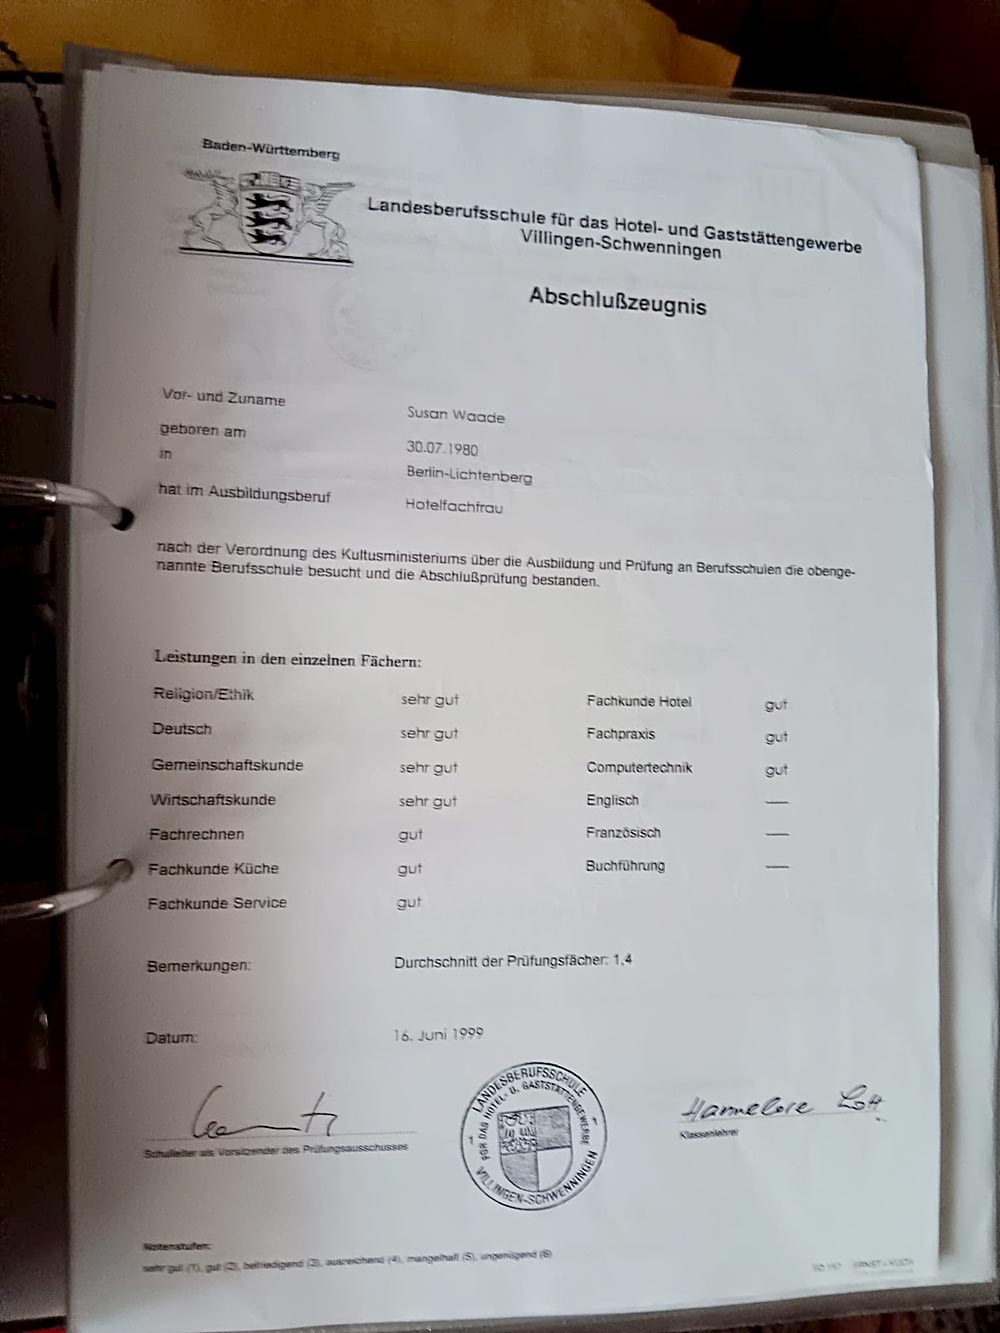 Baden-Württemberg
Landesberufsschule für das Hotel- und Gaststättengewerbe
Villingen-Schwenningen
Abschlußzeugnis
Vor- und Zuname Susan Waade
geboren am 30.07.1980
in Berlin-Lichtenberg
hat im Ausbildungsberuf Hotelfachfrau
nach der Verordnung des Kultusministeriums über die Ausbildung und Prüfung an Berufsschulen die obenge-
nannte Berufsschule besucht und die Abschlußprüfung bestanden.
Leistungen in den einzelnen Fächern:
Religion/Ethik sehr gut Fachkunde Hotel gut
Deutsch sehr gut Fachpraxis gut
Gemeinschaftskunde sehr gut Computertechnik gut
Wirtschaftskunde sehr gut Englisch —
Fachrechnen gut Französisch —
Fachkunde Küche gut Buchführung —
Fachkunde Service gut
Bemerkungen: Durchschnitt der Prüfungsfächer: 1,4
Datum: 16. Juni 1999
LANDESBERUFSSCHULE
FÜR DAS HOTEL- U. GASTSTÄTTENGEWERBE
VILLINGEN-SCHWENNINGEN
Hannelore Lott
Schulleiter als Vorsitzender des Prüfungsausschusses
Klassenlehrer
Notenstufen:
sehr gut (1), gut (2), befriedigend (3), ausreichend (4), mangelhaft (5), ungenügend (6)